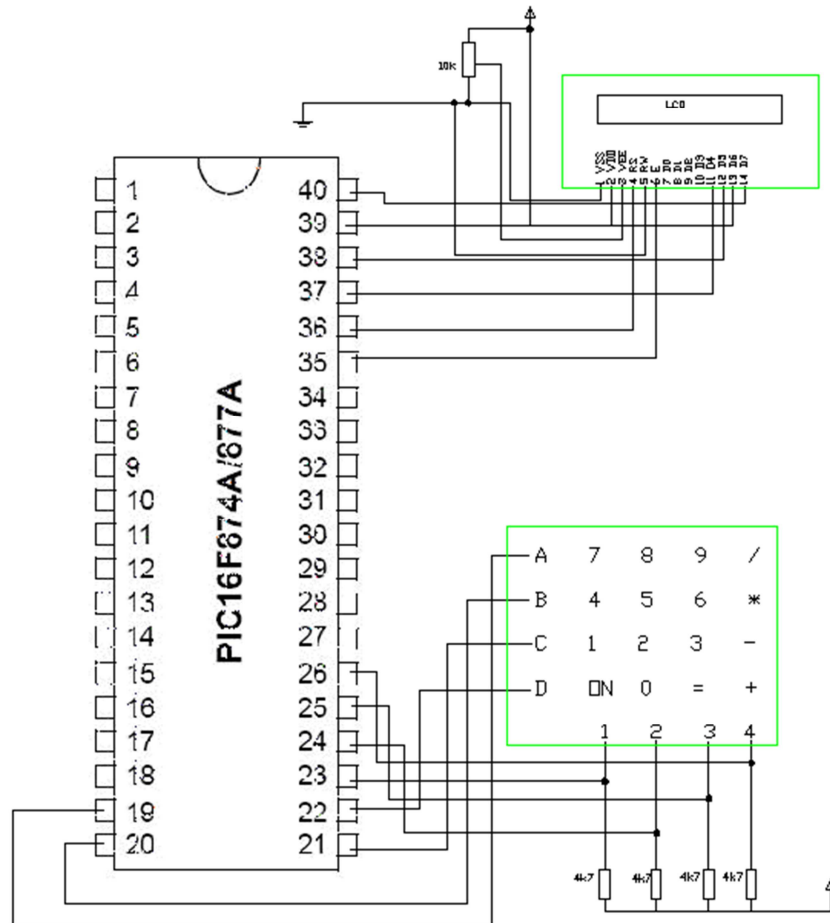 10k
LCD
1 VSS
2 VDD
3 VEE
4 RS
5 RW
6 E
7 D0
8 D1
9 D2
10 D3
11 D4
12 D5
13 D6
14 D7
1 40
2 39
3 38
4 37
5 36
6 35
7 34
8 33
9 32
10 31
11 30
12 29
13 28
14 27
15 26
16 25
17 24
18 23
19 22
20 21
PIC16F674A/677A
A 7 8 9 /
B 4 5 6 *
C 1 2 3 -
D ON 0 = +
1 2 3 4
4k7 4k7 4k7 4k7